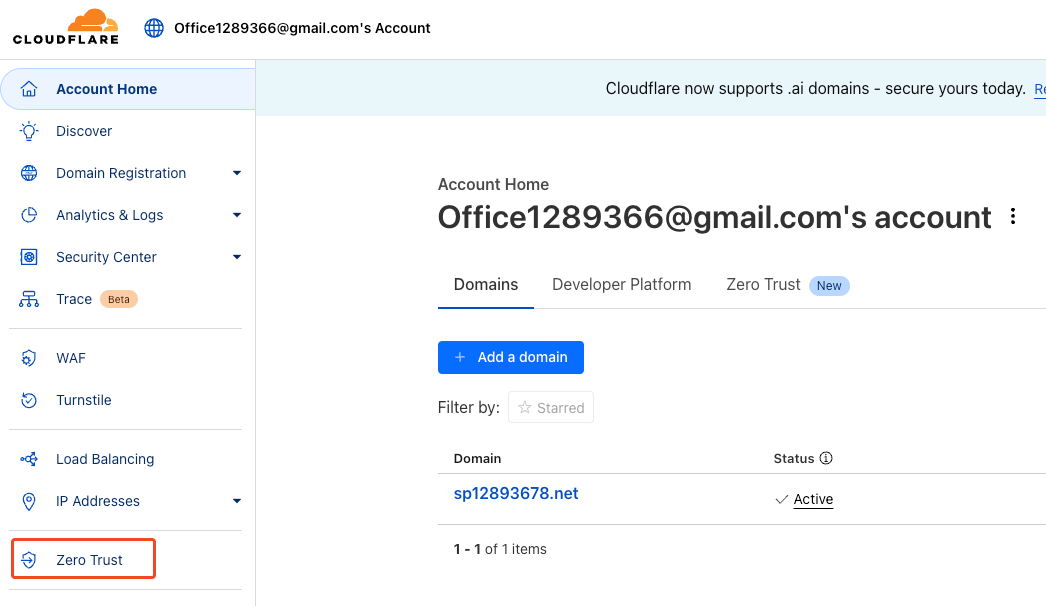 CLOUDFLARE
Office1289366@gmail.com's Account
Account Home
Discover
Domain Registration
Analytics & Logs
Security Center
Trace Beta
WAF
Turnstile
Load Balancing
IP Addresses
Zero Trust
Cloudflare now supports .ai domains - secure yours today. Re
Account Home
Office1289366@gmail.com's account
Domains Developer Platform Zero Trust New
+ Add a domain
Filter by: Starred
Domain Status
sp12893678.net Active
1 - 1 of 1 items